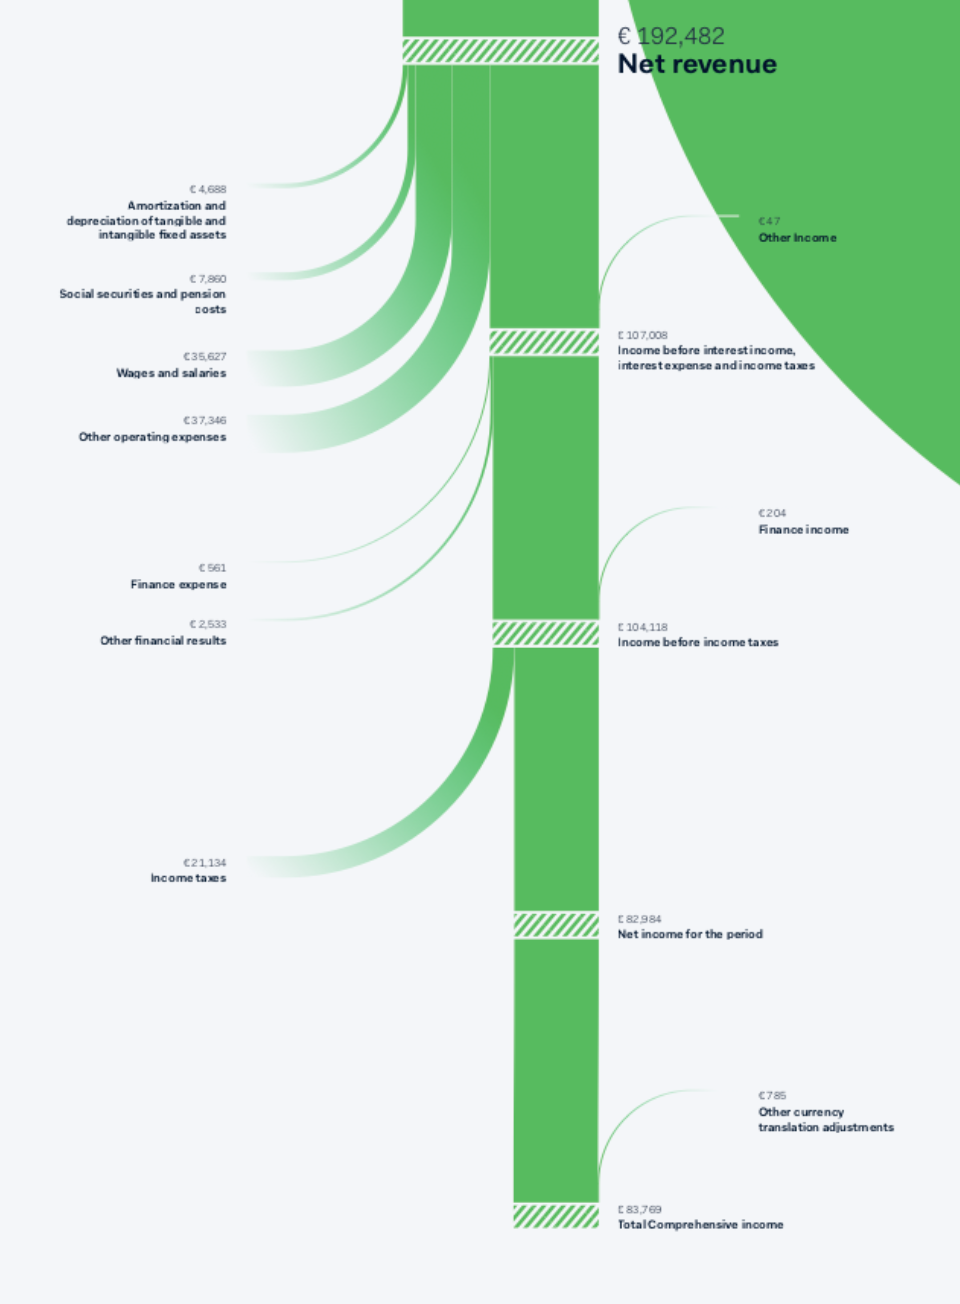 € 192,482
Net revenue
€ 4,688
Amortization and
depreciation of tangible and
intangible fixed assets
€47
Other Income
€ 7,860
Social securities and pension
costs
€ 107,008
Income before interest income,
interest expense and income taxes
€35,627
Wages and salaries
€37,346
Other operating expenses
€204
Finance income
€ 561
Finance expense
€ 2,533
Other financial results
€ 104,118
Income before income taxes
€21,134
Income taxes
€ 82,984
Net income for the period
€785
Other currency
translation adjustments
€ 83,769
Total Comprehensive income